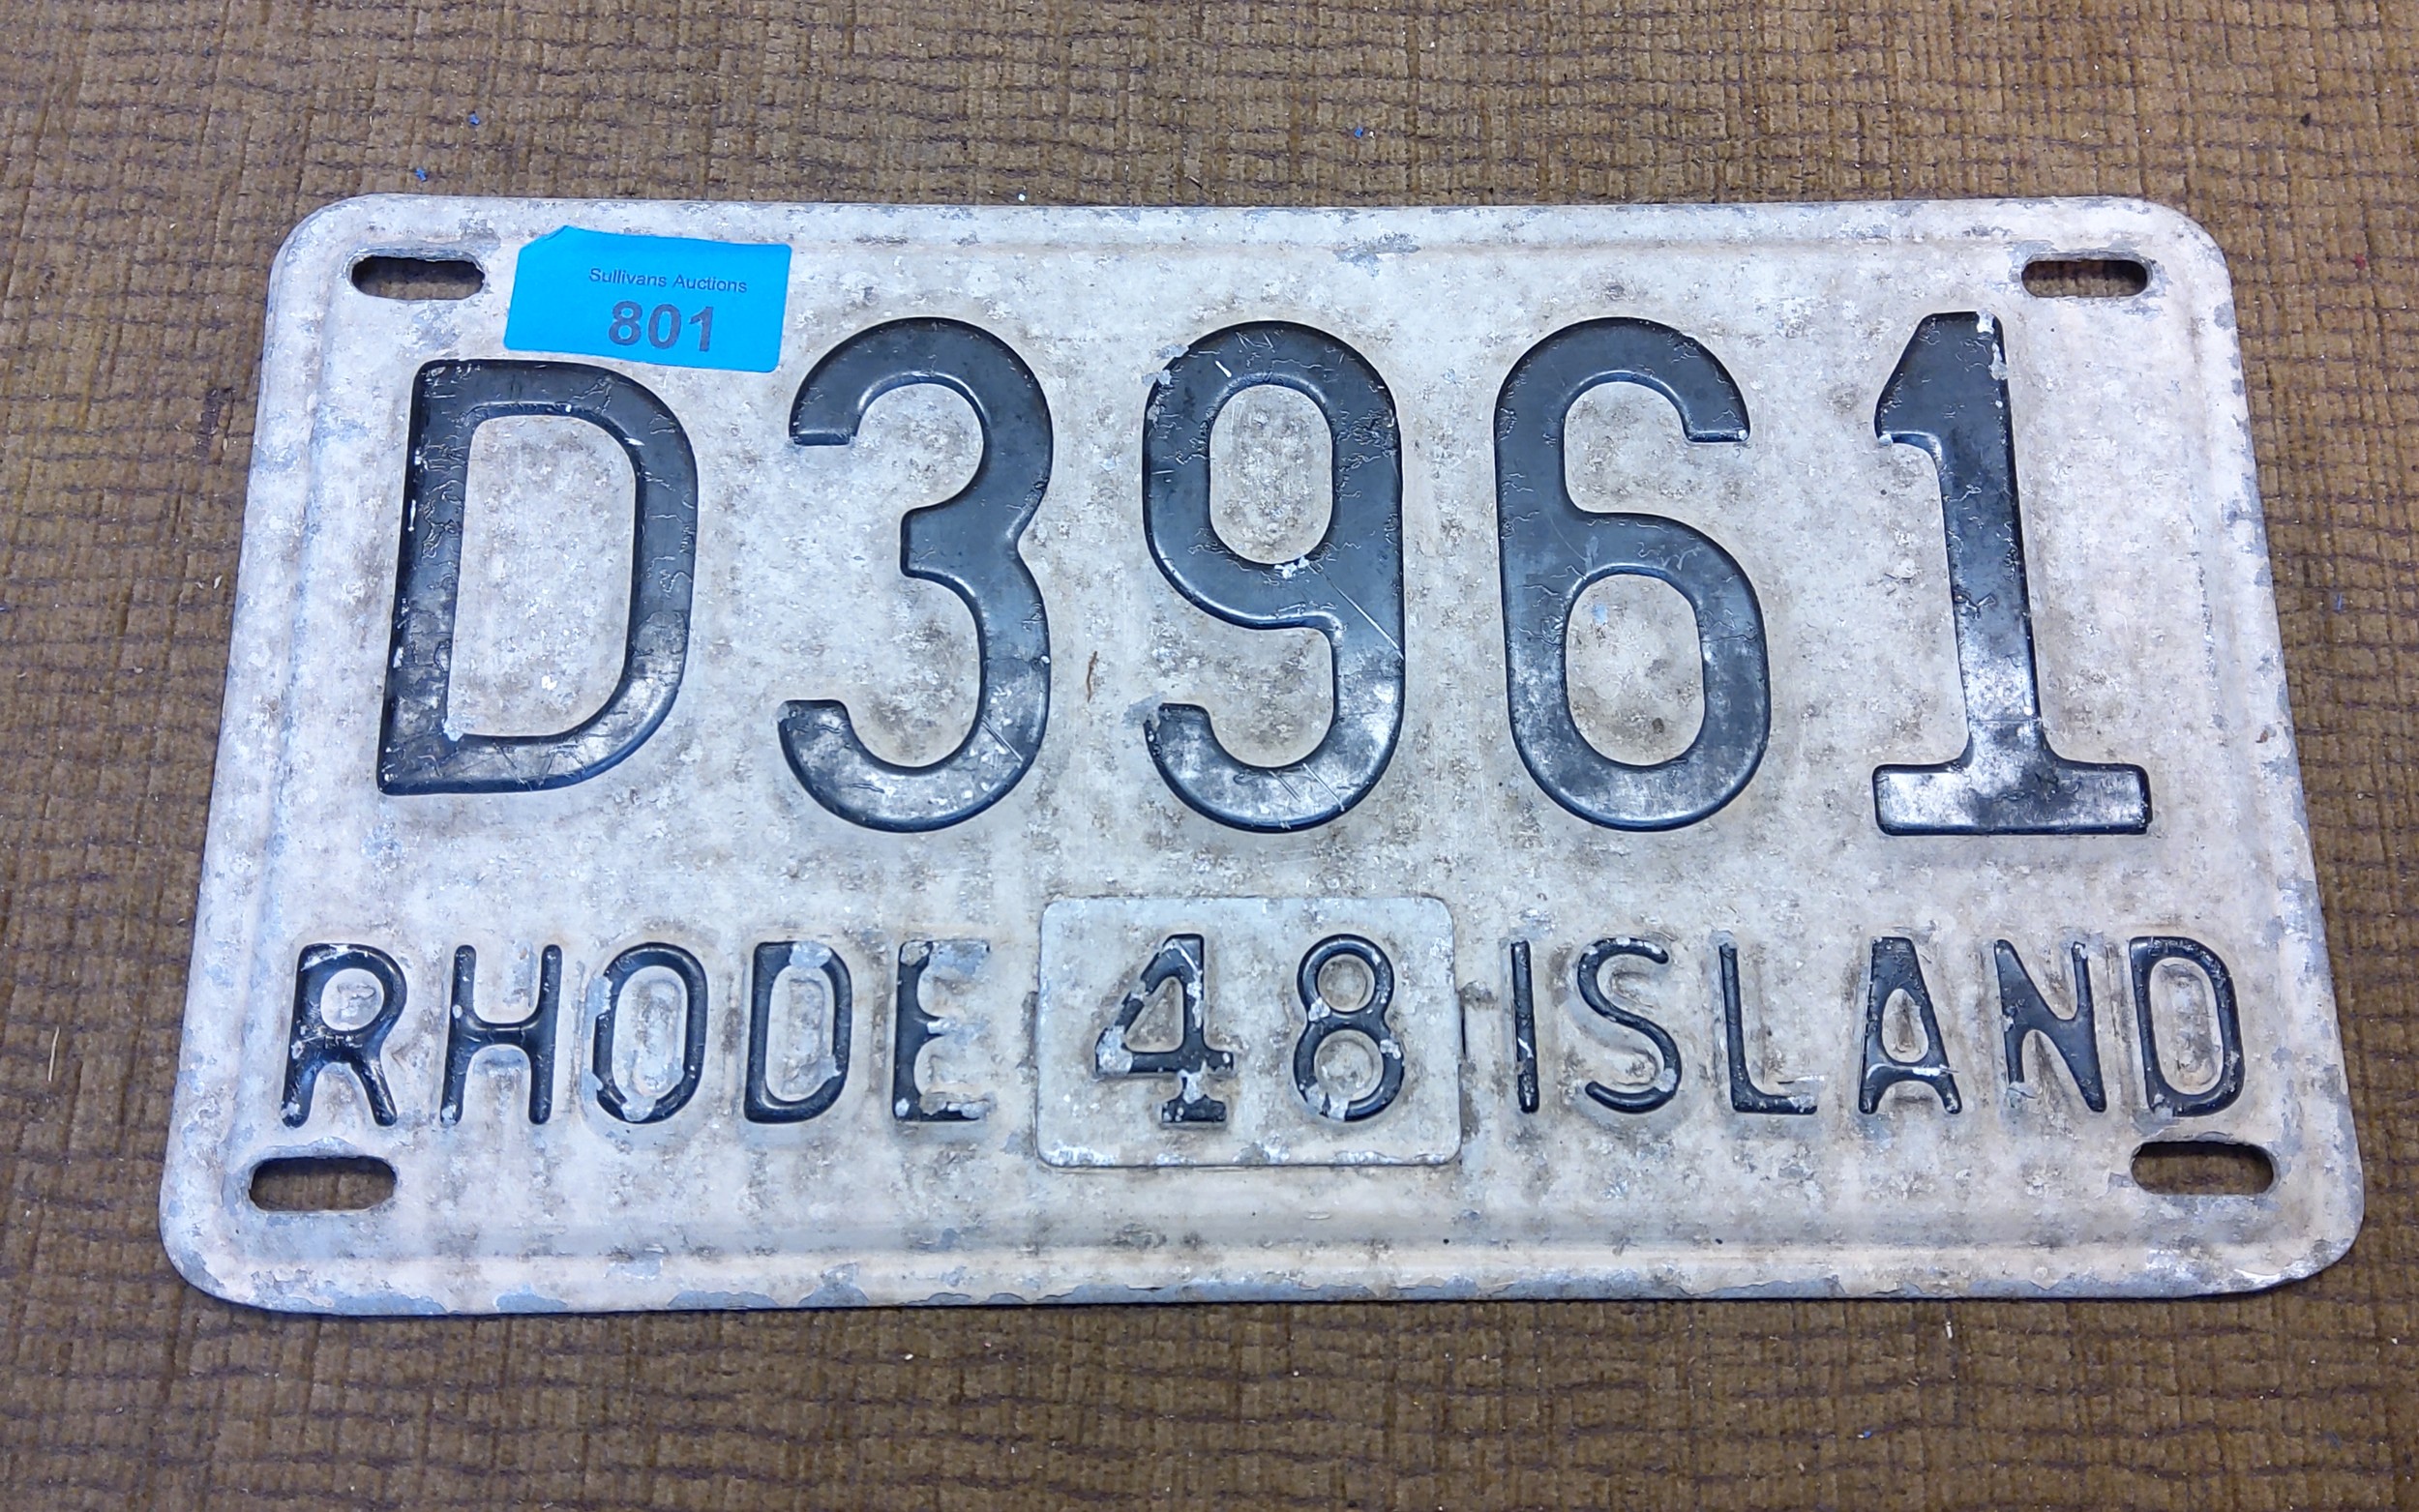 Sullivans Auctions
801
D3961
RHODE 48 ISLAND